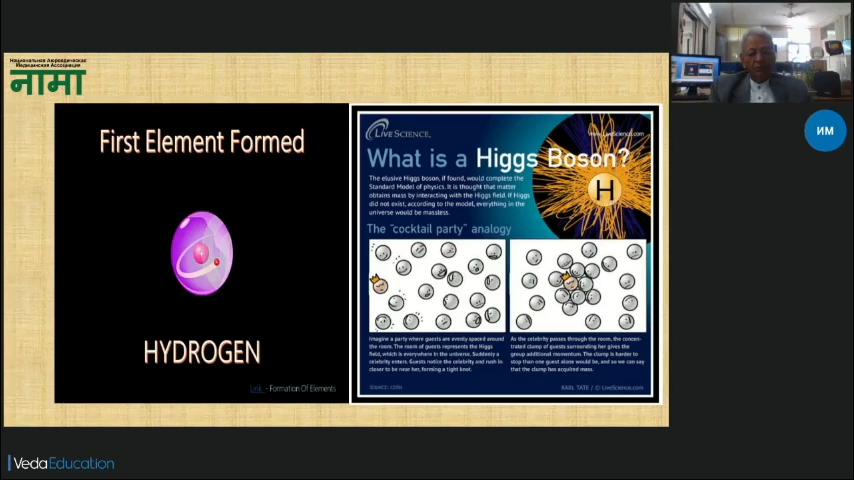 Национальная Аюрведическая
Медицинская Ассоциация
नामा
First Element Formed
HYDROGEN
Link - Formation Of Elements
LIVESCIENCE
www.LiveScience.com
What is a Higgs Boson?
The elusive Higgs boson, if found, would complete the
Standard Model of physics. It is thought that matter
obtains mass by interacting with the Higgs field. If Higgs
did not exist, according to the model, everything in the
universe would be massless.
H
The "cocktail party" analogy
Imagine a party where guests are evenly spaced around
the room. The room of guests represents the Higgs
field, which is everywhere in the universe. Suddenly a
celebrity enters. Guests notice the celebrity and rush in
closer to be near her, forming a tight knot.
As the celebrity passes through the room, the concen-
trated clump of guests surrounding her gives the
group additional momentum. The clump is harder to
stop than one guest alone would be, and so we can say
that the clump has acquired mass.
SOURCE: CERN
KARL TATE / © LiveScience.com
ИМ
VedaEducation